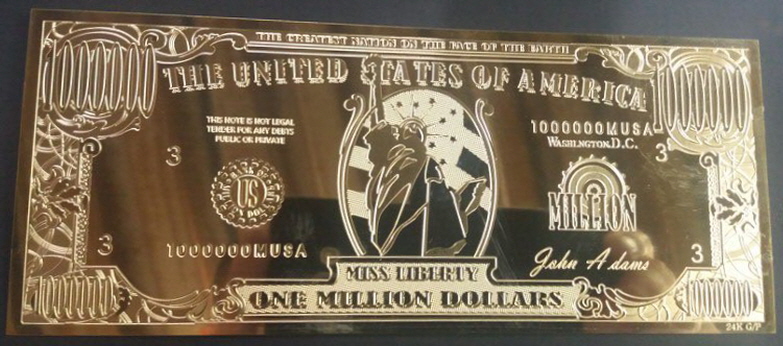 THE GREATEST NATION ON THE FACE OF THE EARTH
THE UNITED STATES OF AMERICA
THIS NOTE IS NOT LEGAL
TENDER FOR ANY DEBTS
PUBLIC OR PRIVATE
1000000MUSA
WASHINGTON, D.C.
3
3
US
MILLION
3
1000000MUSA
John Adams
3
MISS LIBERTY
ONE MILLION DOLLARS
1000000
1000000
1000000
1000000
24K G/P